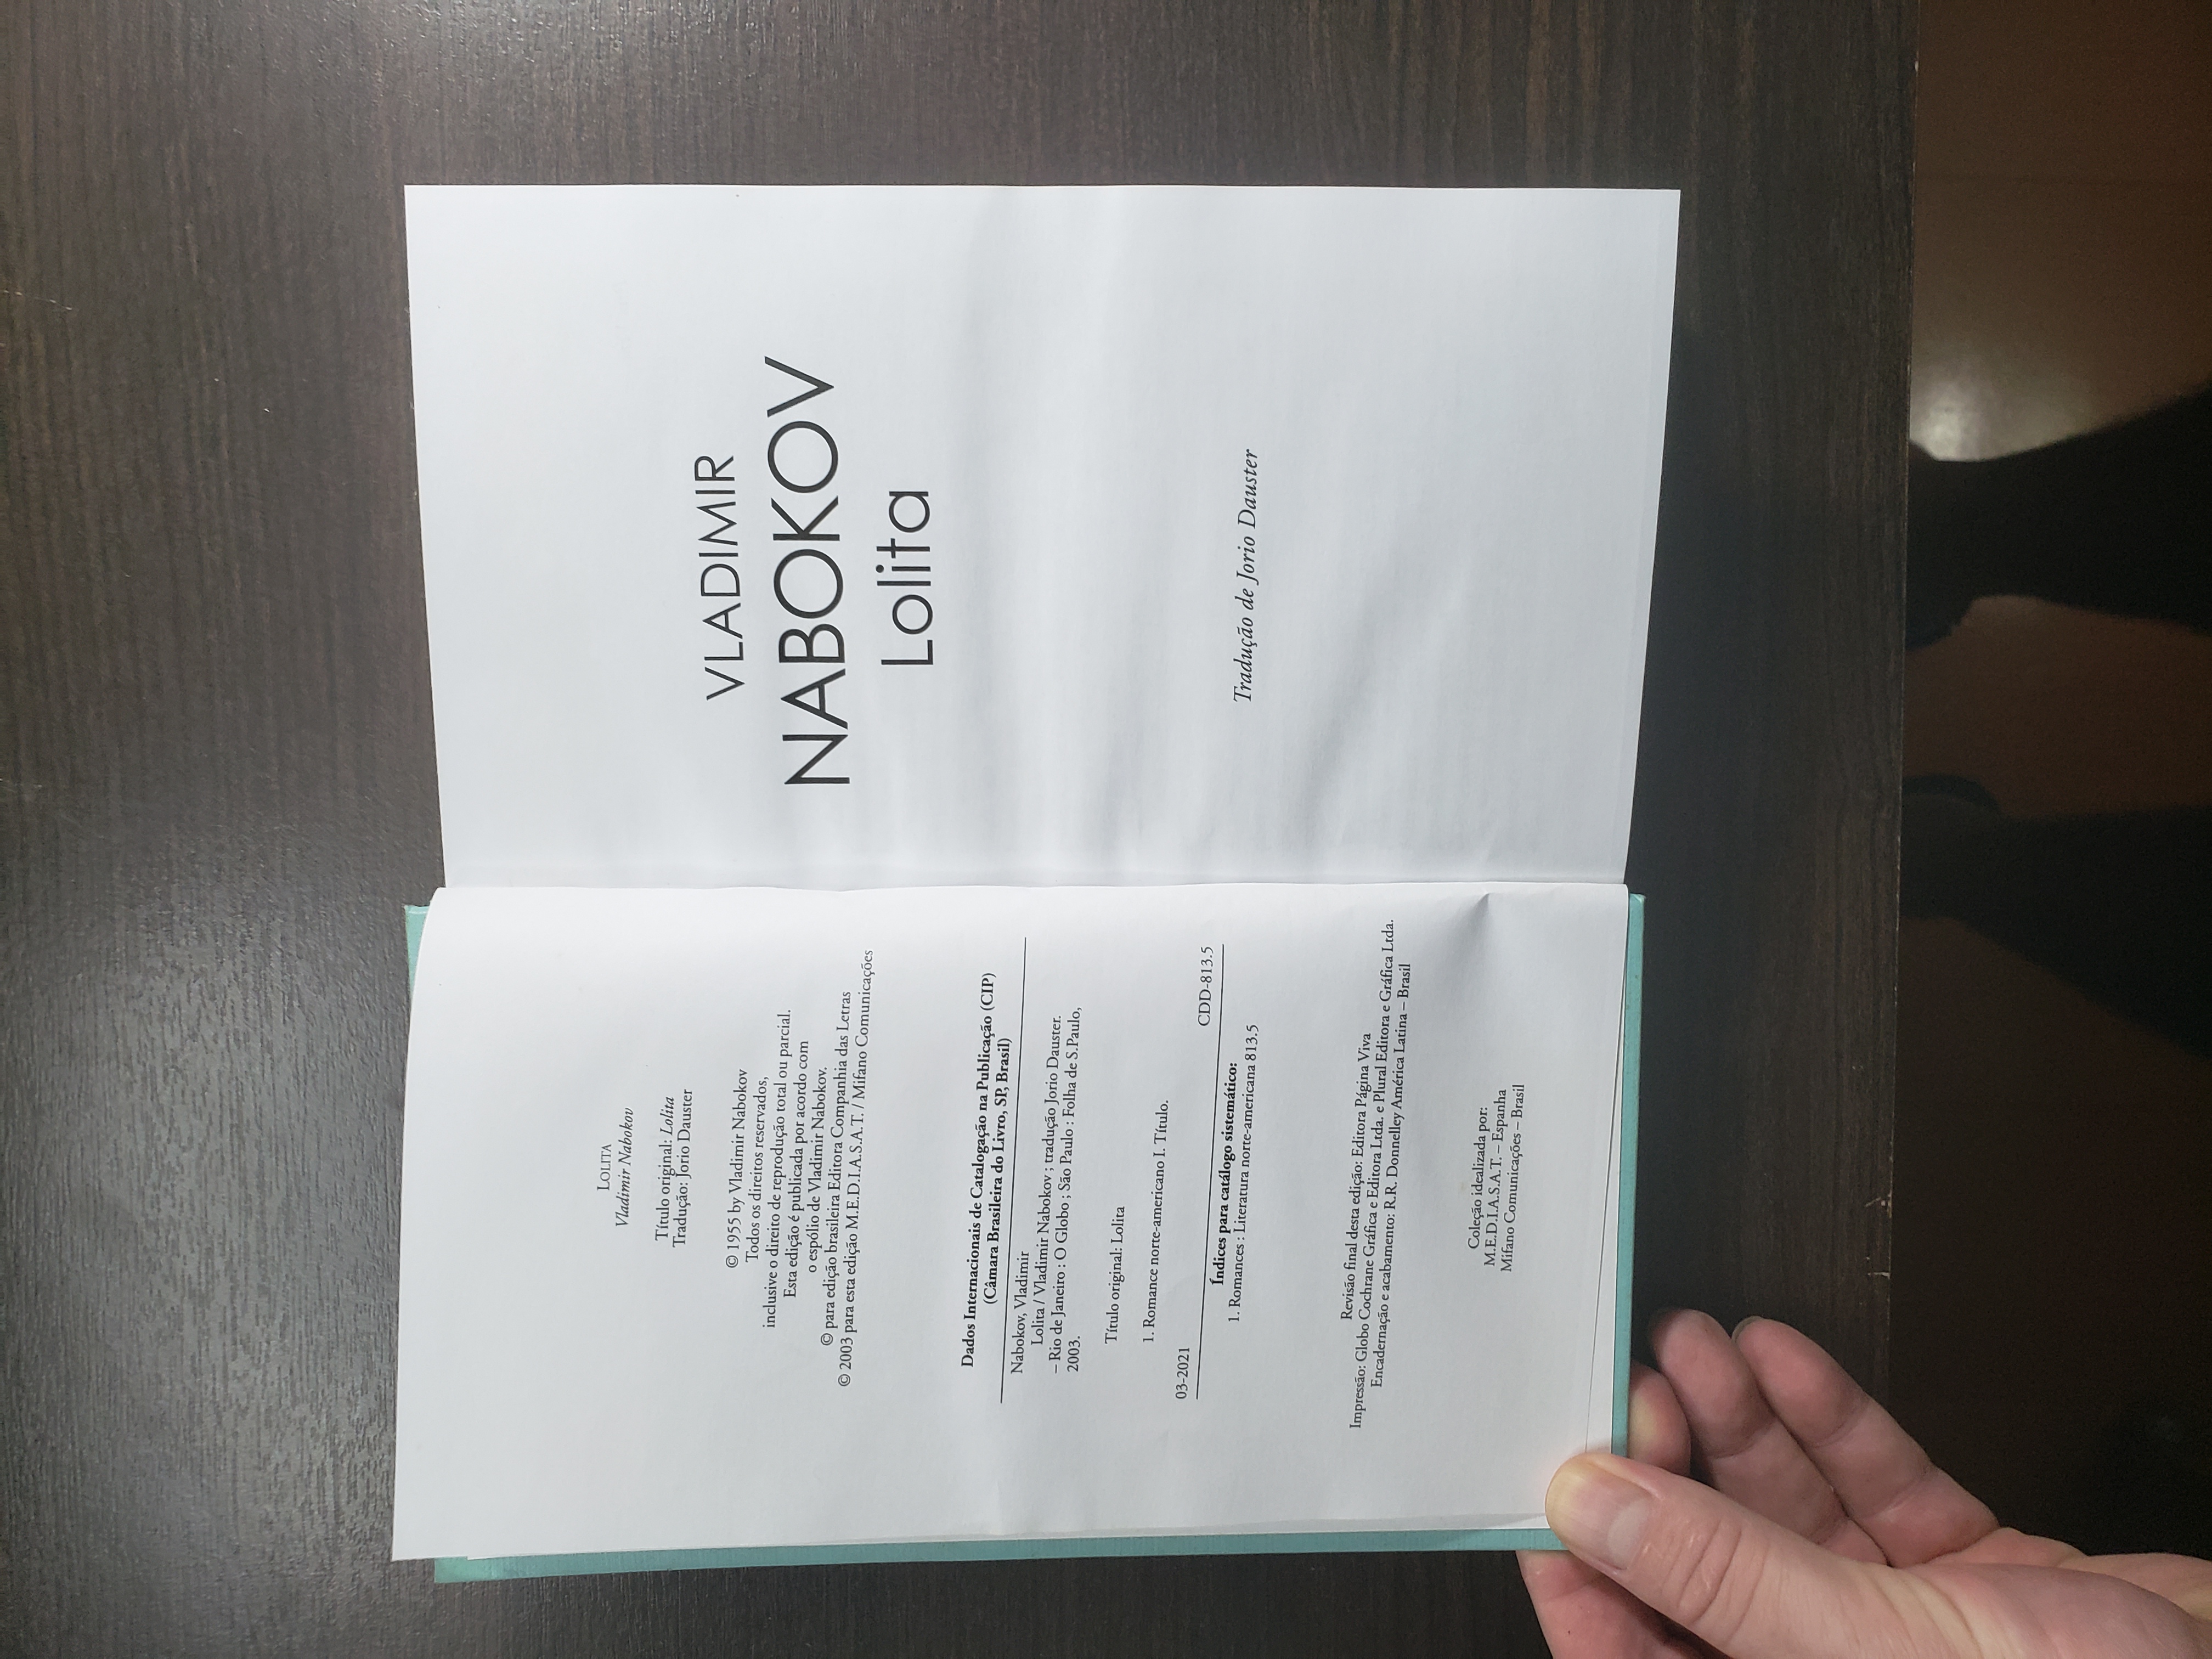 LOLITA
Vladimir Nabokov
Título original: Lolita
Tradução: Jorio Dauster
© 1955 by Vladimir Nabokov
Todos os direitos reservados,
inclusive o direito de reprodução total ou parcial.
Esta edição é publicada por acordo com
o espólio de Vladimir Nabokov.
© para edição brasileira Editora Companhia das Letras
© 2003 para esta edição M.E.D.I.A.S.A.T. / Mifano Comunicações
Dados Internacionais de Catalogação na Publicação (CIP)
(Câmara Brasileira do Livro, SP, Brasil)
Nabokov, Vladimir
Lolita / Vladimir Nabokov ; tradução Jorio Dauster.
– Rio de Janeiro : O Globo ; São Paulo : Folha de S.Paulo,
2003.
Título original: Lolita
1. Romance norte-americano I. Título.
03-2021
CDD-813.5
Índices para catálogo sistemático:
1. Romances : Literatura norte-americana 813.5
Revisão final desta edição: Editora Página Viva
Impressão: Globo Cochrane Gráfica e Editora Ltda. e Plural Editora e Gráfica Ltda.
Encadernação e acabamento: R.R. Donnelley América Latina – Brasil
Coleção idealizada por:
M.E.D.I.A.S.A.T. – Espanha
Mifano Comunicações – Brasil
VLADIMIR
NABOKOV
Lolita
Tradução de Jorio Dauster